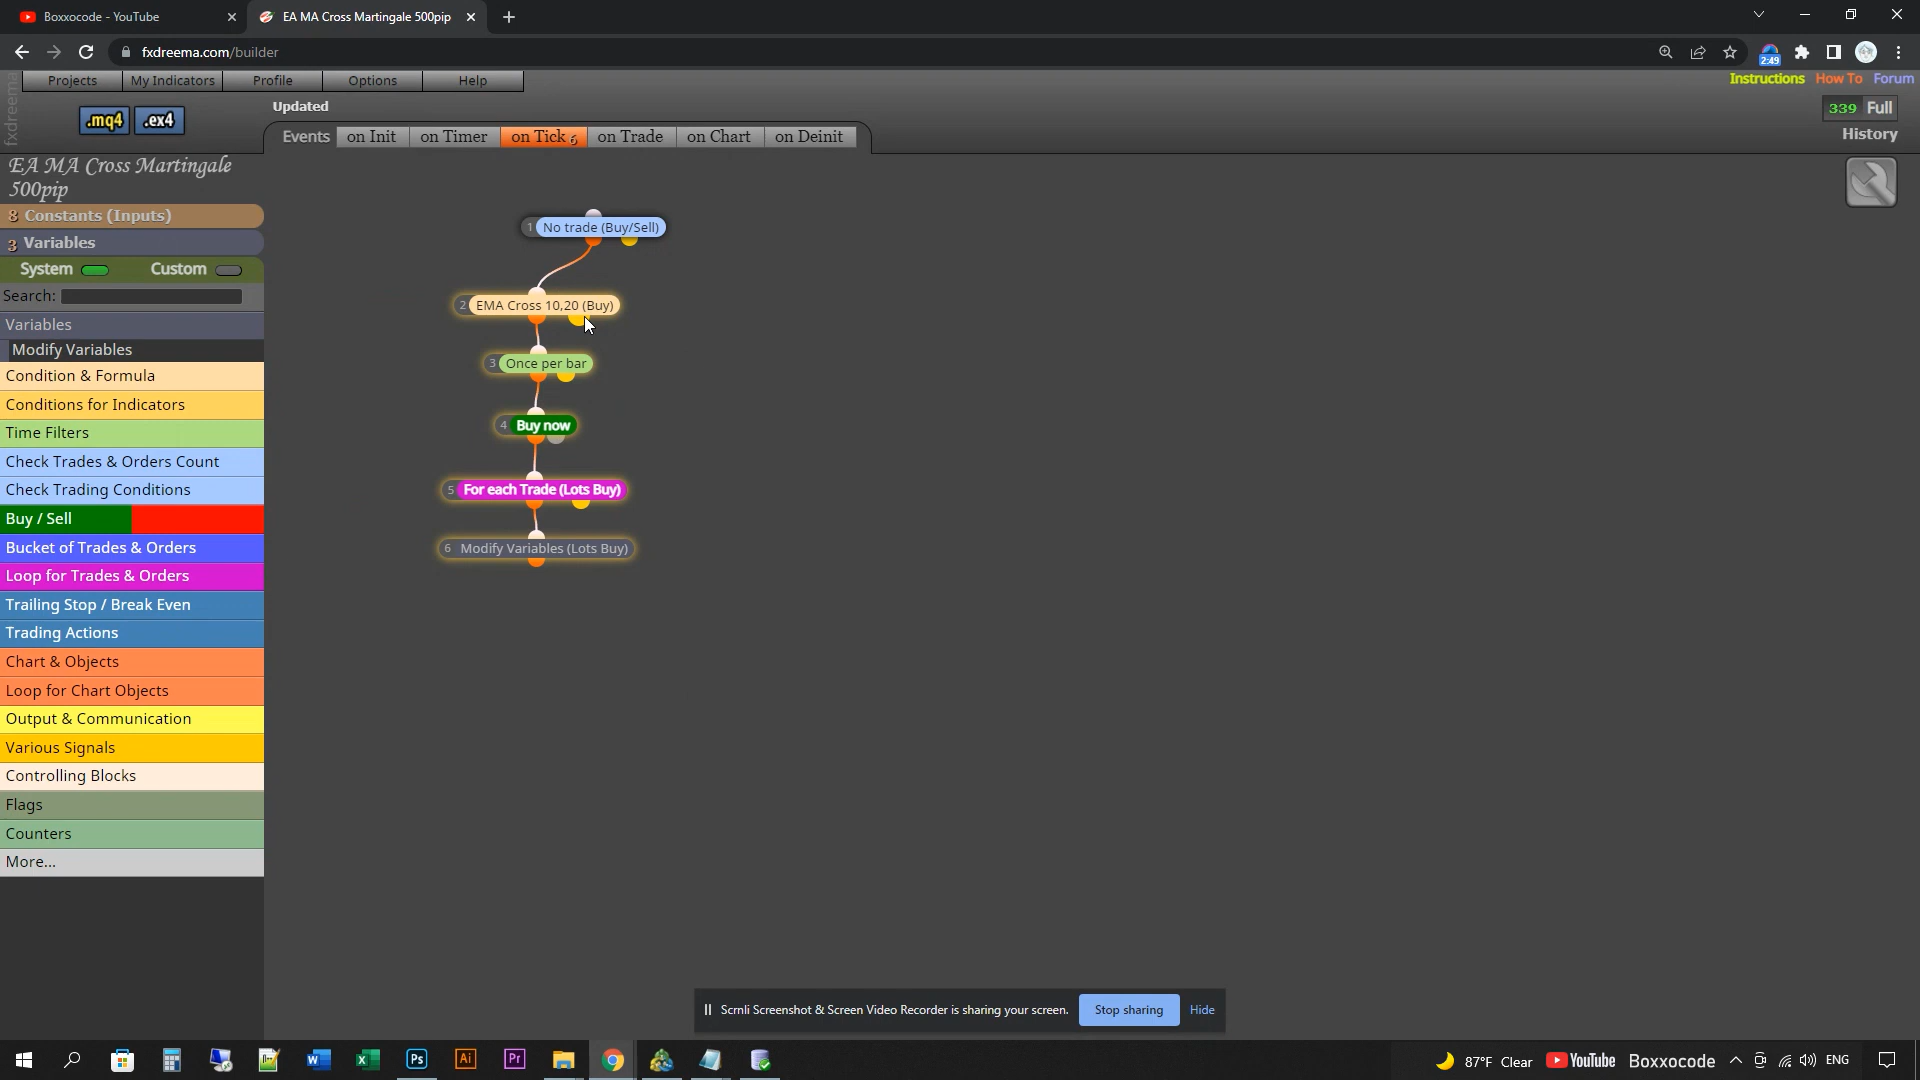 Boxxocode - YouTube
EA MA Cross Martingale 500pip
fxdreema.com/builder
2:49
Projects
My Indicators
Profile
Options
Help
Instructions
How To
Forum
fxdreema
.mq4
.ex4
Updated
339 Full
History
Events
on Init
on Timer
on Tick 6
on Trade
on Chart
on Deinit
EA MA Cross Martingale
500pip
8 Constants (Inputs)
3 Variables
System
Custom
Search:
Variables
Modify Variables
Condition & Formula
Conditions for Indicators
Time Filters
Check Trades & Orders Count
Check Trading Conditions
Buy / Sell
Bucket of Trades & Orders
Loop for Trades & Orders
Trailing Stop / Break Even
Trading Actions
Chart & Objects
Loop for Chart Objects
Output & Communication
Various Signals
Controlling Blocks
Flags
Counters
More...
1 No trade (Buy/Sell)
2 EMA Cross 10,20 (Buy)
3 Once per bar
4 Buy now
5 For each Trade (Lots Buy)
6 Modify Variables (Lots Buy)
Scrnli Screenshot & Screen Video Recorder is sharing your screen.
Stop sharing
Hide
Ps
Ai
Pr
87°F Clear
YouTube
Boxxocode
ENG